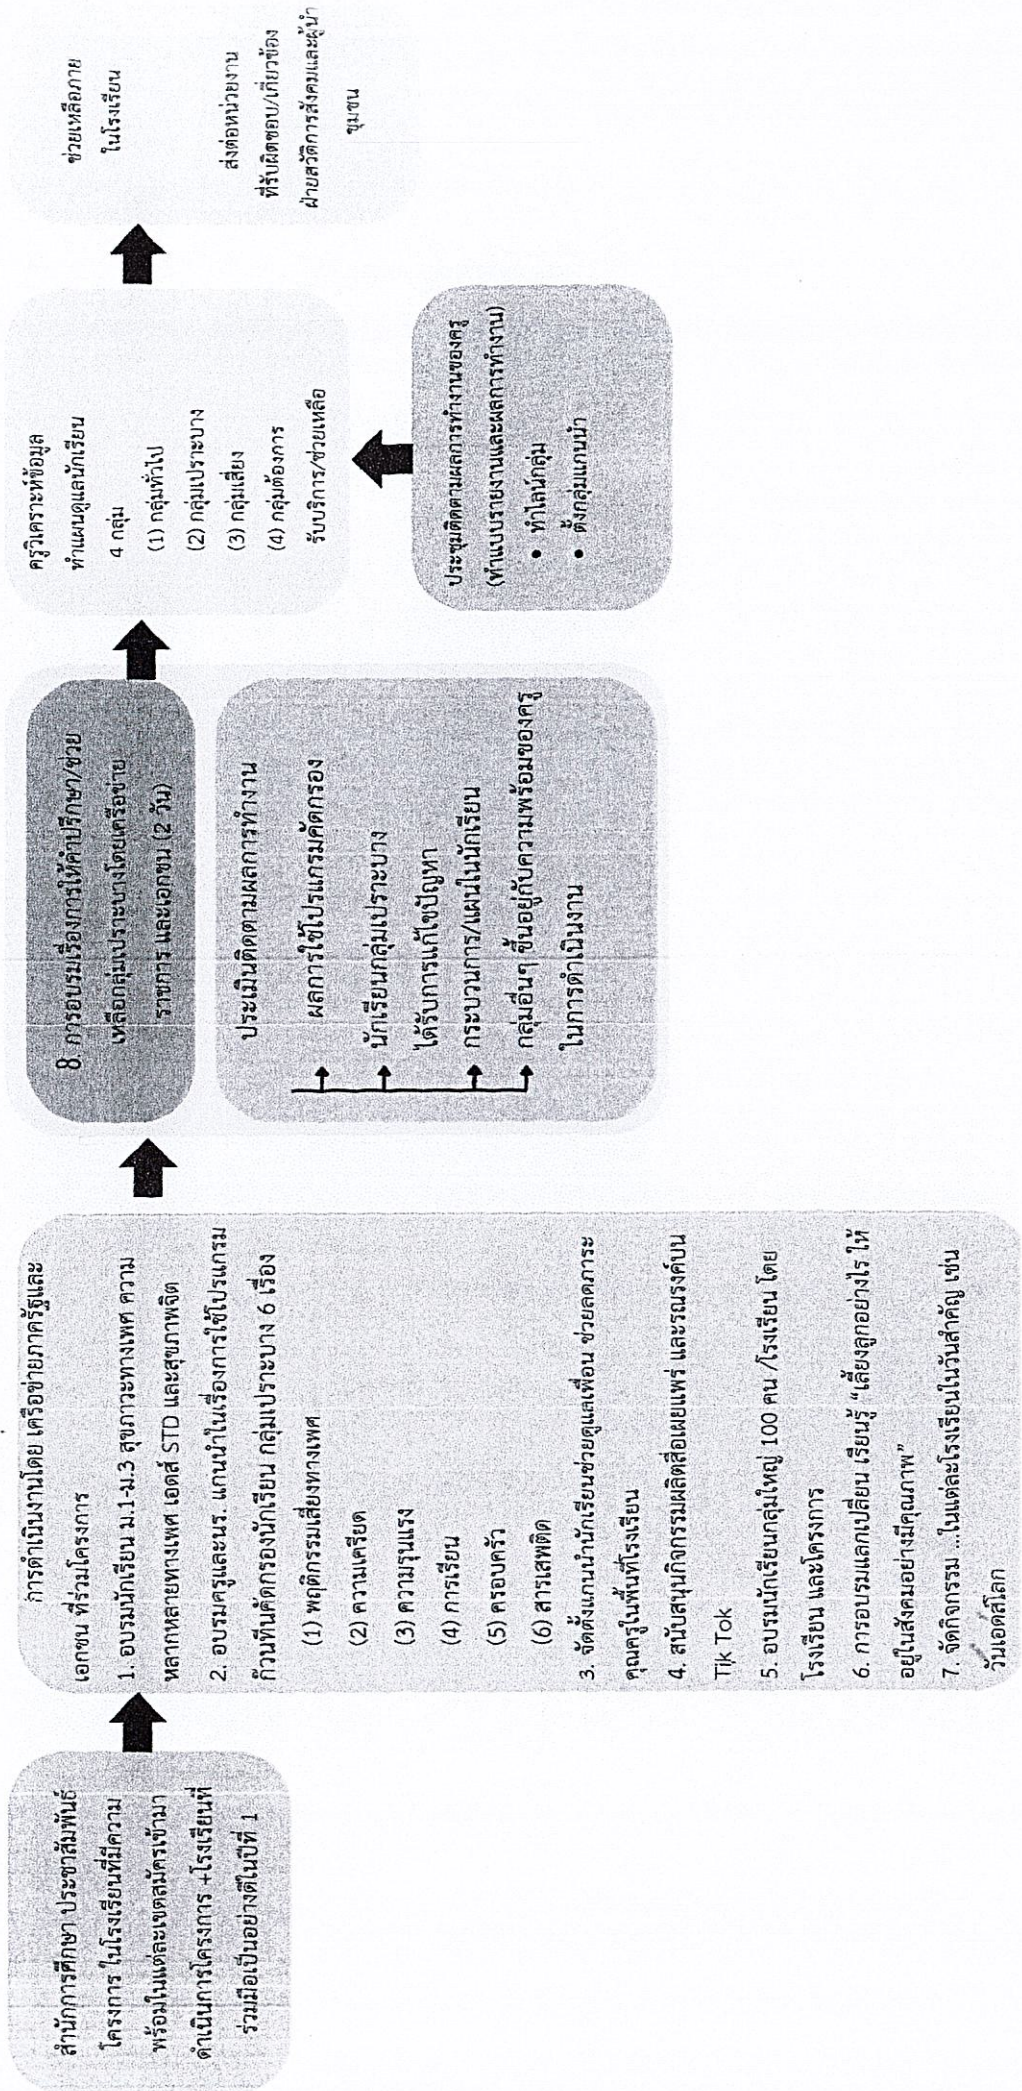 สำนักการศึกษา ประชาสัมพันธ์
โครงการ ในโรงเรียนที่มีความ
พร้อมในแต่ละเขตสมัครเข้ามา
ดำเนินการโครงการ +โรงเรียนที่
ร่วมมือเป็นอย่างดีในปีที่ 1
การดำเนินงานโดย เครือข่ายภาครัฐและ
เอกชน ที่ร่วมโครงการ
1. อบรมนักเรียน ม.1-ม.3 สุขภาวะทางเพศ ความ
หลากหลายทางเพศ เอดส์ STD และสุขภาพจิต
2. อบรมครูและนร. แกนนำในเรื่องการใช้โปรแกรม
ก๊วนทีนคัดกรองนักเรียน กลุ่มเปราะบาง 6 เรื่อง
(1) พฤติกรรมเสี่ยงทางเพศ
(2) ความเครียด
(3) ความรุนแรง
(4) การเรียน
(5) ครอบครัว
(6) สารเสพติด
3. จัดตั้งแกนนำนักเรียนช่วยดูแลเพื่อน ช่วยลดภาระ
คุณครูในพื้นที่โรงเรียน
4. สนับสนุนกิจกรรมผลิตสื่อเผยแพร่ และรณรงค์บน
Tik Tok
5. อบรมนักเรียนกลุ่มใหญ่ 100 คน /โรงเรียน โดย
โรงเรียน และโครงการ
6. การอบรมแลกเปลี่ยน เรียนรู้ “เลี้ยงลูกอย่างไร ให้
อยู่ในสังคมอย่างมีคุณภาพ”
7. จัดกิจกรรม ...ในแต่ละโรงเรียนในวันสำคัญ เช่น
วันเอดส์โลก
8. การอบรมเรื่องการให้คำปรึกษา/ช่วย
เหลือกลุ่มเปราะบางโดยเครือข่าย
ราชการ และเอกชน (2 วัน)
ประเมินติดตามผลการทำงาน
ผลการใช้โปรแกรมคัดกรอง
นักเรียนกลุ่มเปราะบาง
ได้รับการแก้ไขปัญหา
กระบวนการ/แผนในนักเรียน
กลุ่มอื่นๆ ขึ้นอยู่กับความพร้อมของครู
ในการดำเนินงาน
ครูวิเคราะห์ข้อมูล
ทำแผนดูแลนักเรียน
4 กลุ่ม
(1) กลุ่มทั่วไป
(2) กลุ่มเปราะบาง
(3) กลุ่มเสี่ยง
(4) กลุ่มต้องการ
รับบริการ/ช่วยเหลือ
ประชุมติดตามผลการทำงานของครู
(ทำแบบรายงานและผลการทำงาน)
• ทำไลน์กลุ่ม
• ตั้งกลุ่มแกนนำ
ช่วยเหลือภาย
ในโรงเรียน
ส่งต่อหน่วยงาน
ที่รับผิดชอบ/เกี่ยวข้อง
ฝ่ายสวัติการสังคมและผู้นำ
ชุมชน